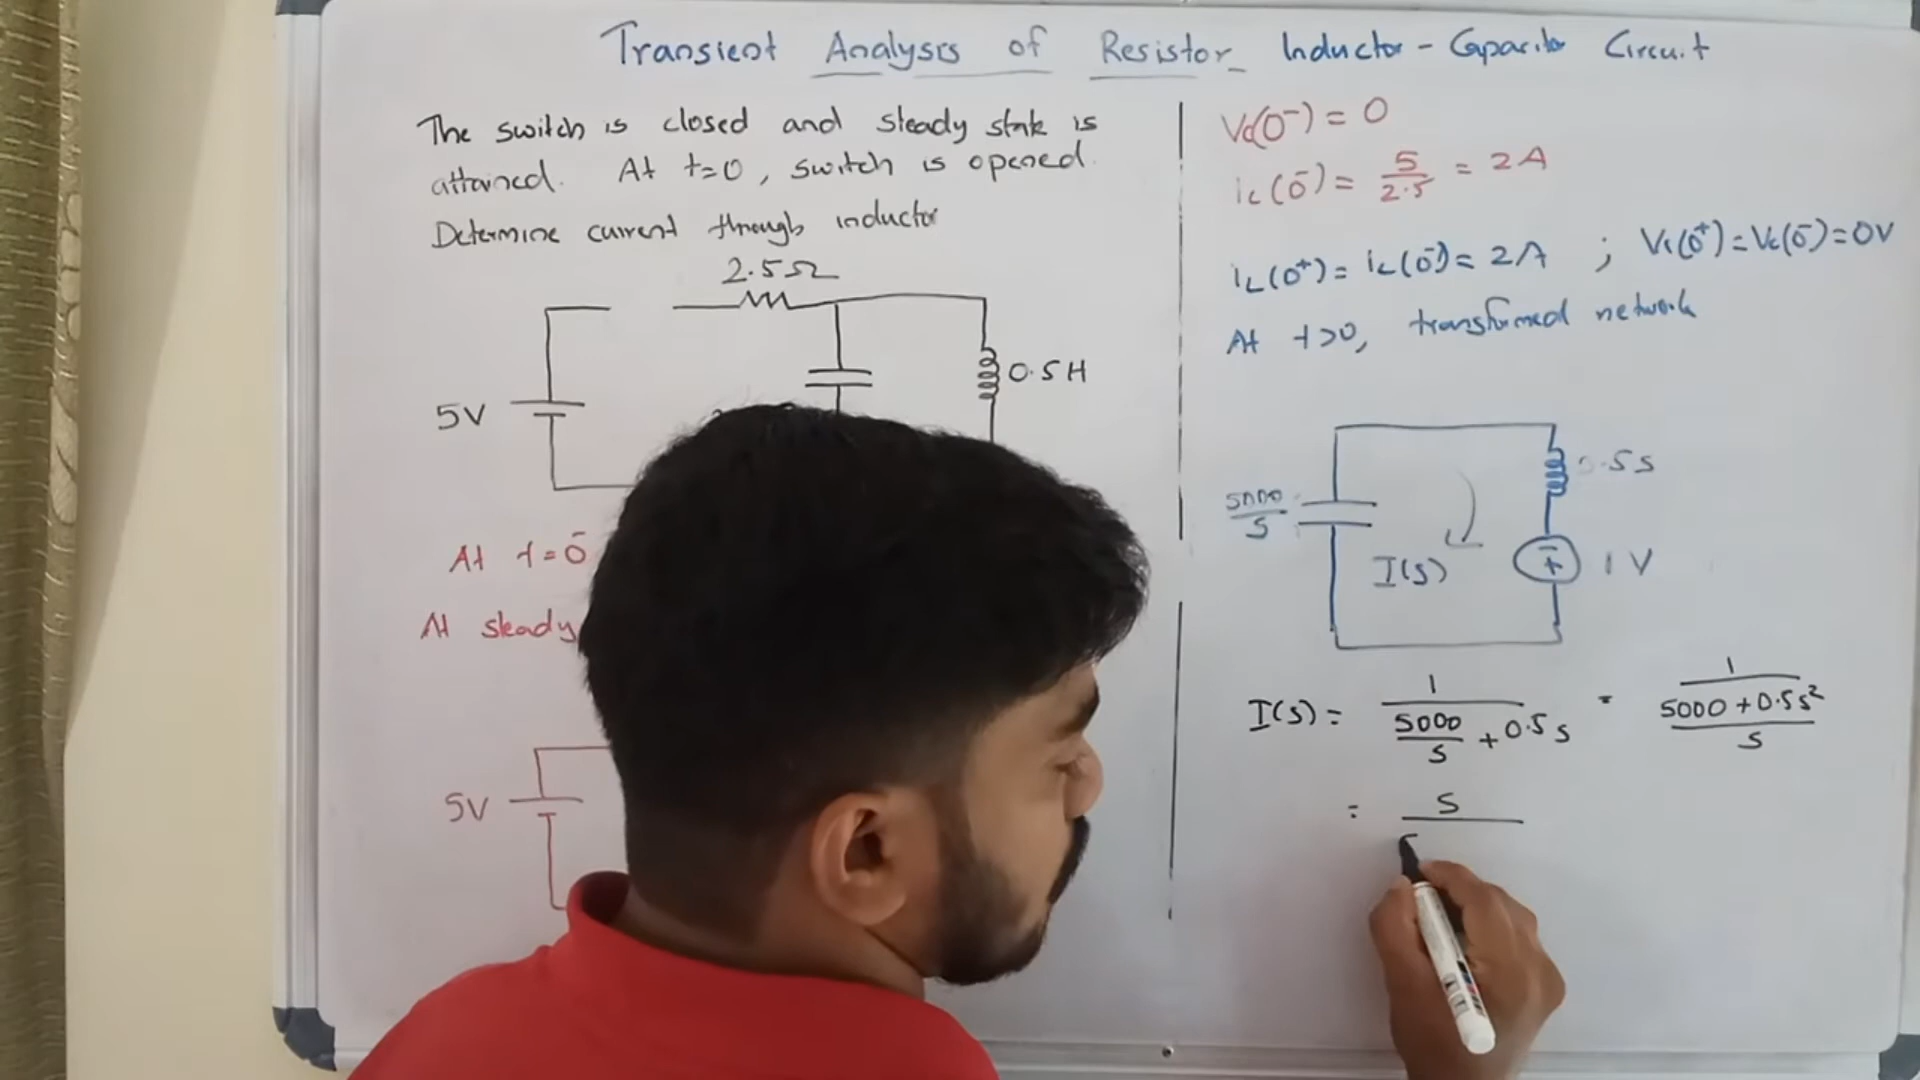 Transient Analysis of Resistor - Inductor - Capacitor Circuit
The switch is closed and steady state is
attained. At t=0, switch is opened.
Determine current through inductor
2.5Ω
5V
0.5H
At t=0⁻
At steady
5V
Vc(0⁻) = 0
iL(0⁻) = 5/2.5 = 2A
iL(0⁺) = iL(0⁻) = 2A ; Vc(0⁺) = Vc(0⁻) = 0V
At t>0, transformed network
5000/s
0.5s
I(s)
- + 1V
I(s) = 1/(5000/s + 0.5s) = 1/((5000 + 0.5s²)/s)
= s